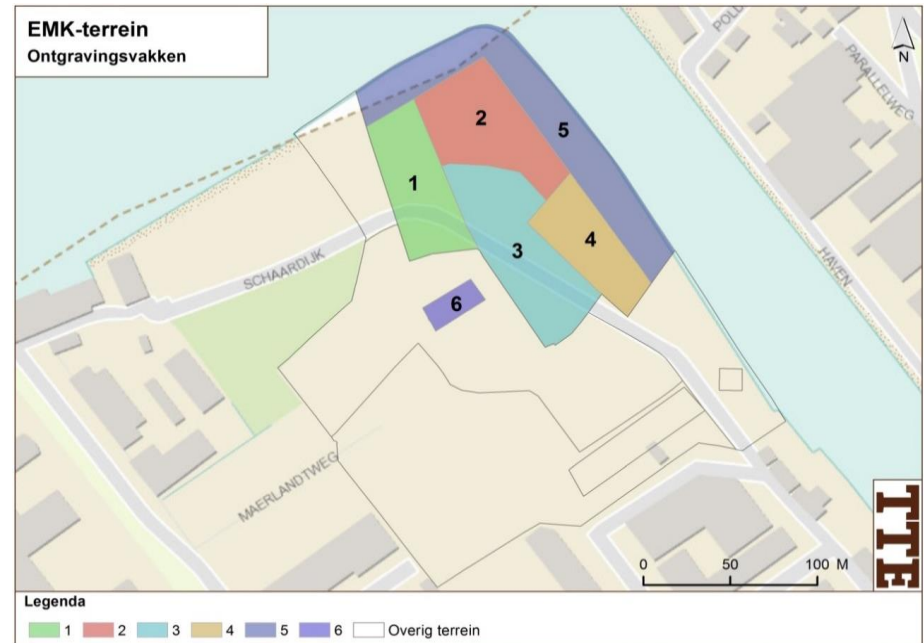 EMK-terrein
Ontgravingsvakken
N
PARALLELWEG
HAVEN
SCHAARDIJK
MAERLANDTWEG
1
2
3
4
5
6
0 50 100 M
TTE
Legenda
1 2 3 4 5 6 Overig terrein